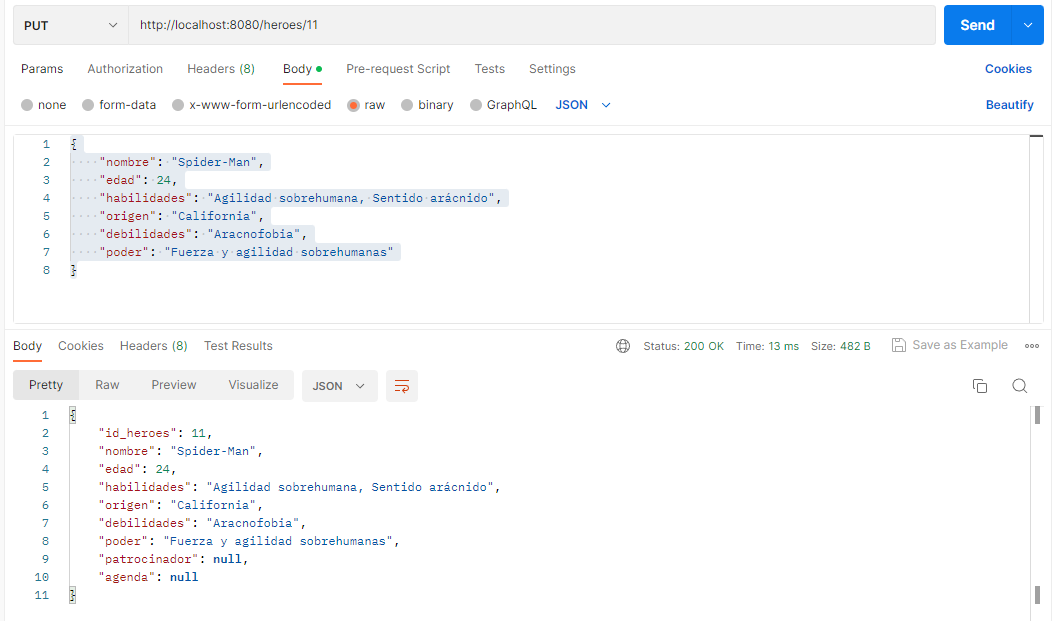 PUT http://localhost:8080/heroes/11 Send
Params Authorization Headers (8) Body Pre-request Script Tests Settings Cookies
none form-data x-www-form-urlencoded raw binary GraphQL JSON Beautify
1 {
2 "nombre": "Spider-Man",
3 "edad": 24,
4 "habilidades": "Agilidad sobrehumana, Sentido arácnido",
5 "origen": "California",
6 "debilidades": "Aracnofobia",
7 "poder": "Fuerza y agilidad sobrehumanas"
8 }
Body Cookies Headers (8) Test Results Status: 200 OK Time: 13 ms Size: 482 B Save as Example
Pretty Raw Preview Visualize JSON
1 {
2 "id_heroes": 11,
3 "nombre": "Spider-Man",
4 "edad": 24,
5 "habilidades": "Agilidad sobrehumana, Sentido arácnido",
6 "origen": "California",
7 "debilidades": "Aracnofobia",
8 "poder": "Fuerza y agilidad sobrehumanas",
9 "patrocinador": null,
10 "agenda": null
11 }